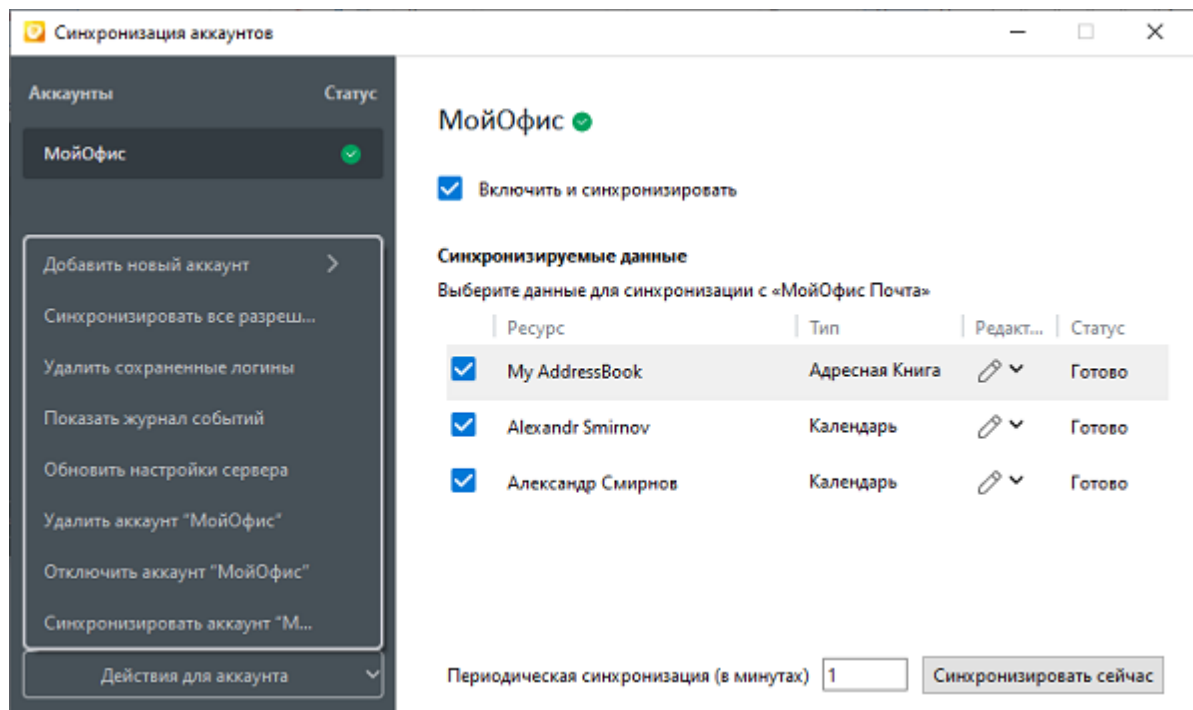 Синхронизация аккаунтов
Аккаунты Статус
МойОфис
Добавить новый аккаунт
Синхронизировать все разреш...
Удалить сохраненные логины
Показать журнал событий
Обновить настройки сервера
Удалить аккаунт "МойОфис"
Отключить аккаунт "МойОфис"
Синхронизировать аккаунт "М...
Действия для аккаунта
МойОфис
Включить и синхронизировать
Синхронизируемые данные
Выберите данные для синхронизации с «МойОфис Почта»
Ресурс Тип Редакт... Статус
My AddressBook Адресная Книга Готово
Alexandr Smirnov Календарь Готово
Александр Смирнов Календарь Готово
Периодическая синхронизация (в минутах) 1 Синхронизировать сейчас